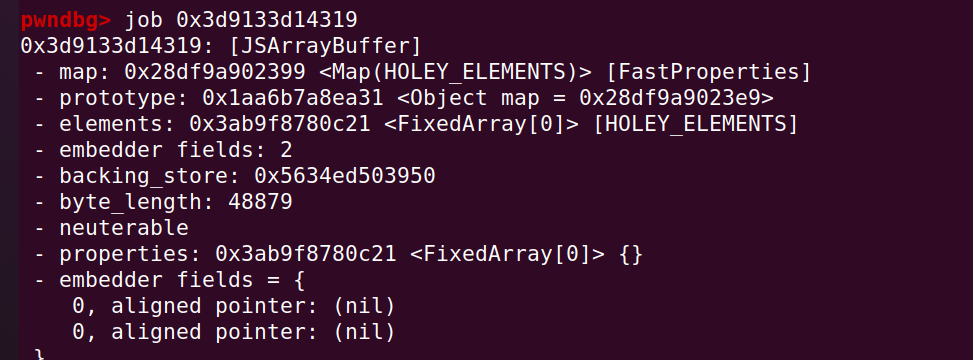 pwndbg> job 0x3d9133d14319
0x3d9133d14319: [JSArrayBuffer]
- map: 0x28df9a902399 <Map(HOLEY_ELEMENTS)> [FastProperties]
- prototype: 0x1aa6b7a8ea31 <Object map = 0x28df9a9023e9>
- elements: 0x3ab9f8780c21 <FixedArray[0]> [HOLEY_ELEMENTS]
- embedder fields: 2
- backing_store: 0x5634ed503950
- byte_length: 48879
- neuterable
- properties: 0x3ab9f8780c21 <FixedArray[0]> {}
- embedder fields = {
0, aligned pointer: (nil)
0, aligned pointer: (nil)
}